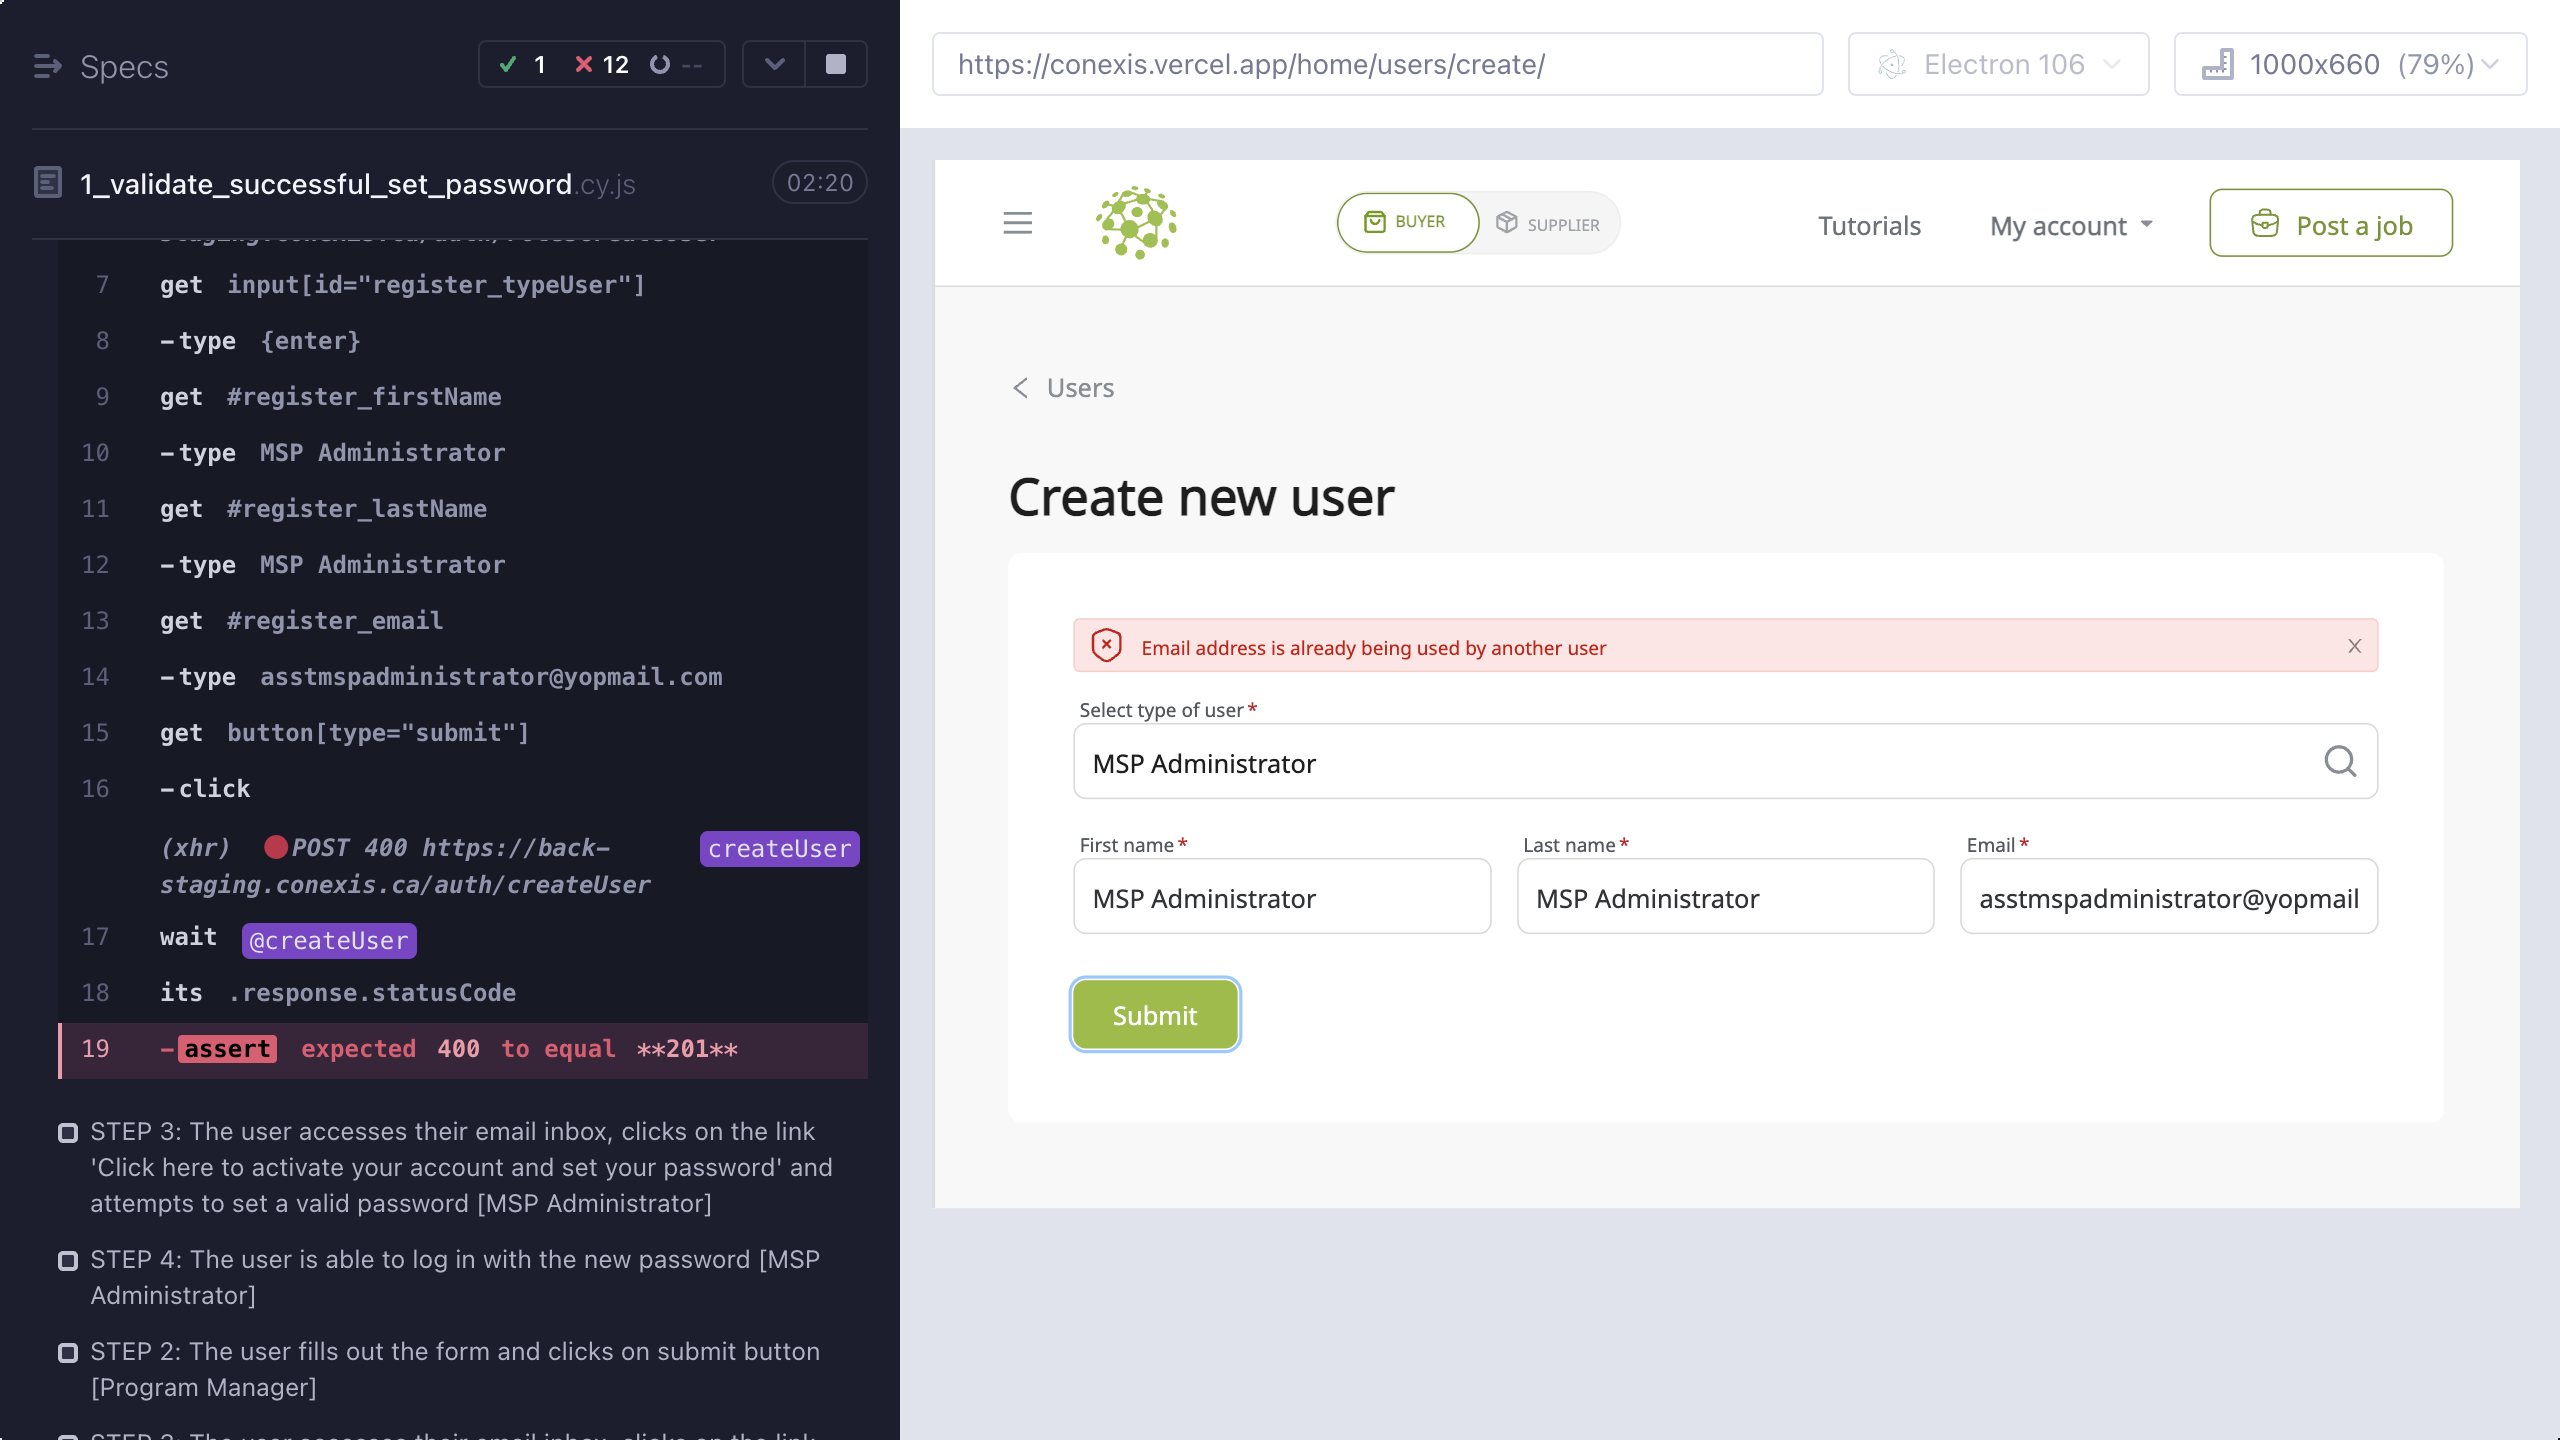 Specs
1 12 --
1_validate_successful_set_password.cy.js
02:20
7 get input[id="register_typeUser"]
8 -type {enter}
9 get #register_firstName
10 -type MSP Administrator
11 get #register_lastName
12 -type MSP Administrator
13 get #register_email
14 -type asstmspadministrator@yopmail.com
15 get button[type="submit"]
16 -click
(xhr) POST 400 https://back-
staging.conexis.ca/auth/createUser
createUser
17 wait @createUser
18 its .response.statusCode
19 -assert expected 400 to equal **201**
STEP 3: The user accesses their email inbox, clicks on the link
'Click here to activate your account and set your password' and
attempts to set a valid password [MSP Administrator]
STEP 4: The user is able to log in with the new password [MSP
Administrator]
STEP 2: The user fills out the form and clicks on submit button
[Program Manager]
https://conexis.vercel.app/home/users/create/
Electron 106
1000x660 (79%)
BUYER
SUPPLIER
Tutorials
My account
Post a job
Users
Create new user
Email address is already being used by another user
Select type of user*
MSP Administrator
First name* Last name* Email*
MSP Administrator MSP Administrator asstmspadministrator@yopmail
Submit